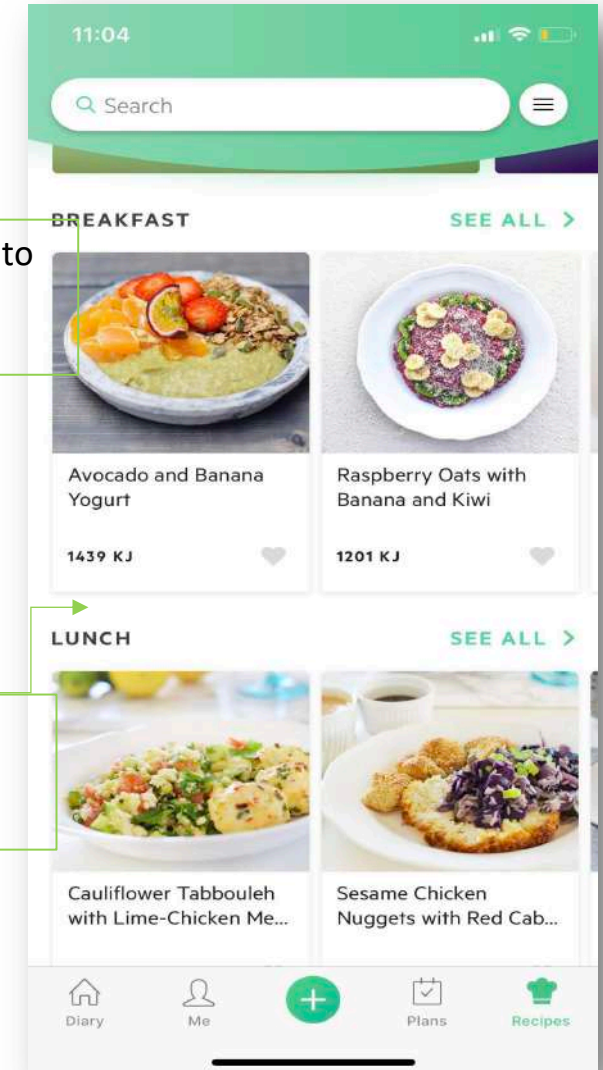 11:04
Search
BREAKFAST
SEE ALL >
to
Avocado and Banana
Yogurt
1439 KJ
Raspberry Oats with
Banana and Kiwi
1201 KJ
LUNCH
SEE ALL >
Cauliflower Tabbouleh
with Lime-Chicken Me...
Sesame Chicken
Nuggets with Red Cab...
Diary
Me
Plans
Recipes